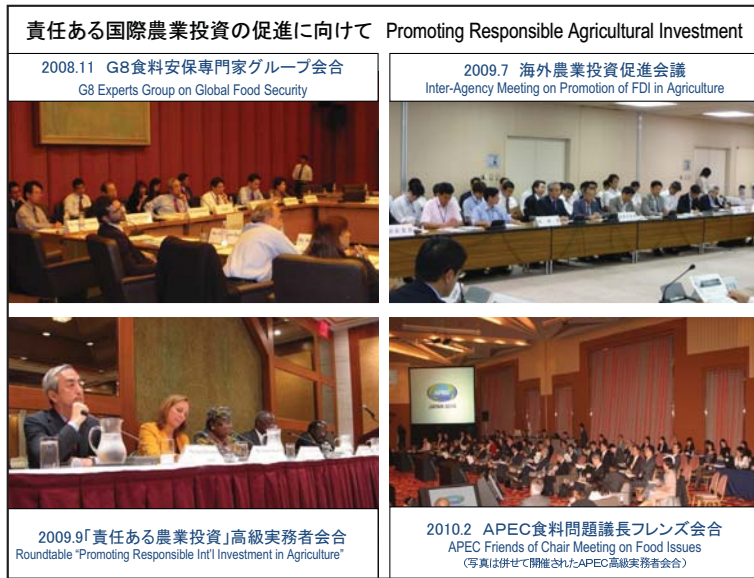 責任ある国際農業投資の促進に向けて Promoting Responsible Agricultural Investment
2008.11 G8食料安保専門家グループ会合
G8 Experts Group on Global Food Security
2009.7 海外農業投資促進会議
Inter-Agency Meeting on Promotion of FDI in Agriculture
APEC
JAPAN 2010
2009.9「責任ある農業投資」高級実務者会合
Roundtable “Promoting Responsible Int'l Investment in Agriculture”
2010.2 APEC食料問題議長フレンズ会合
APEC Friends of Chair Meeting on Food Issues
（写真は併せて開催されたAPEC高級実務者会合）